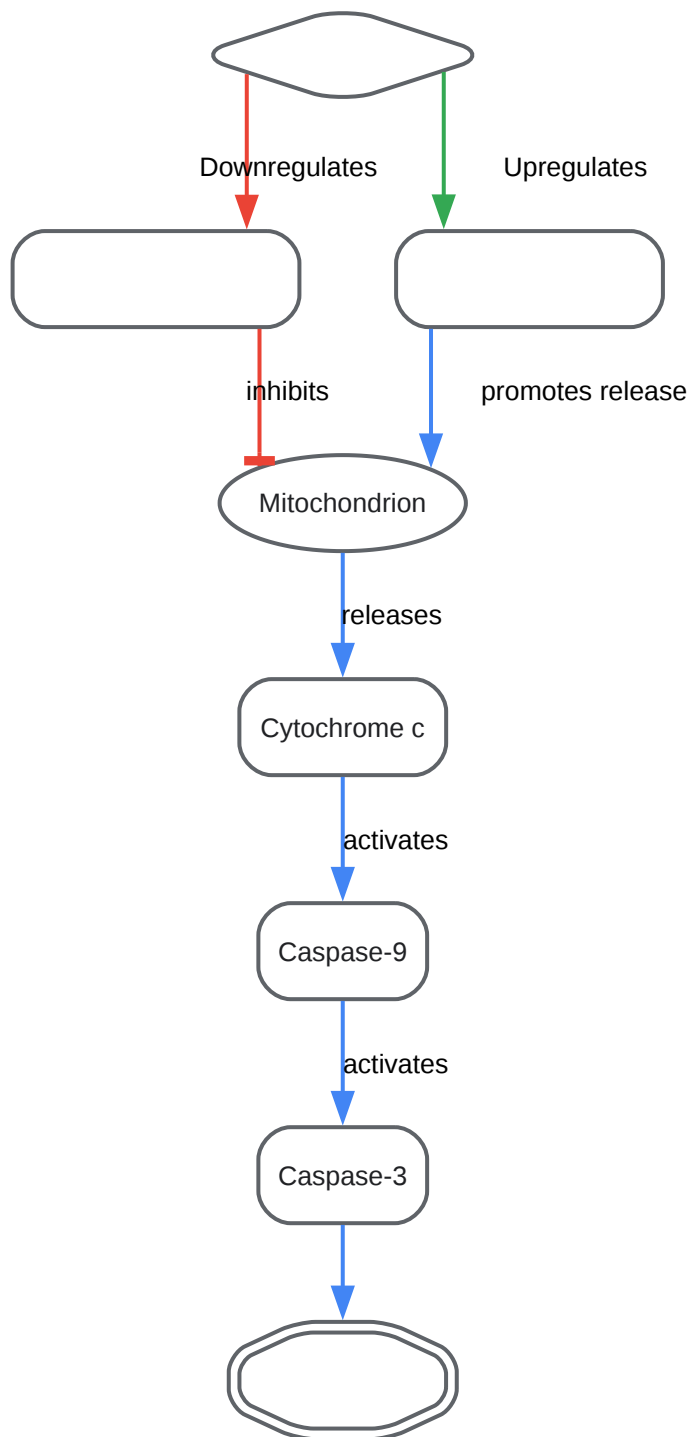 Downregulates
Upregulates
inhibits
promotes release
Mitochondrion
releases
Cytochrome c
activates
Caspase-9
activates
Caspase-3